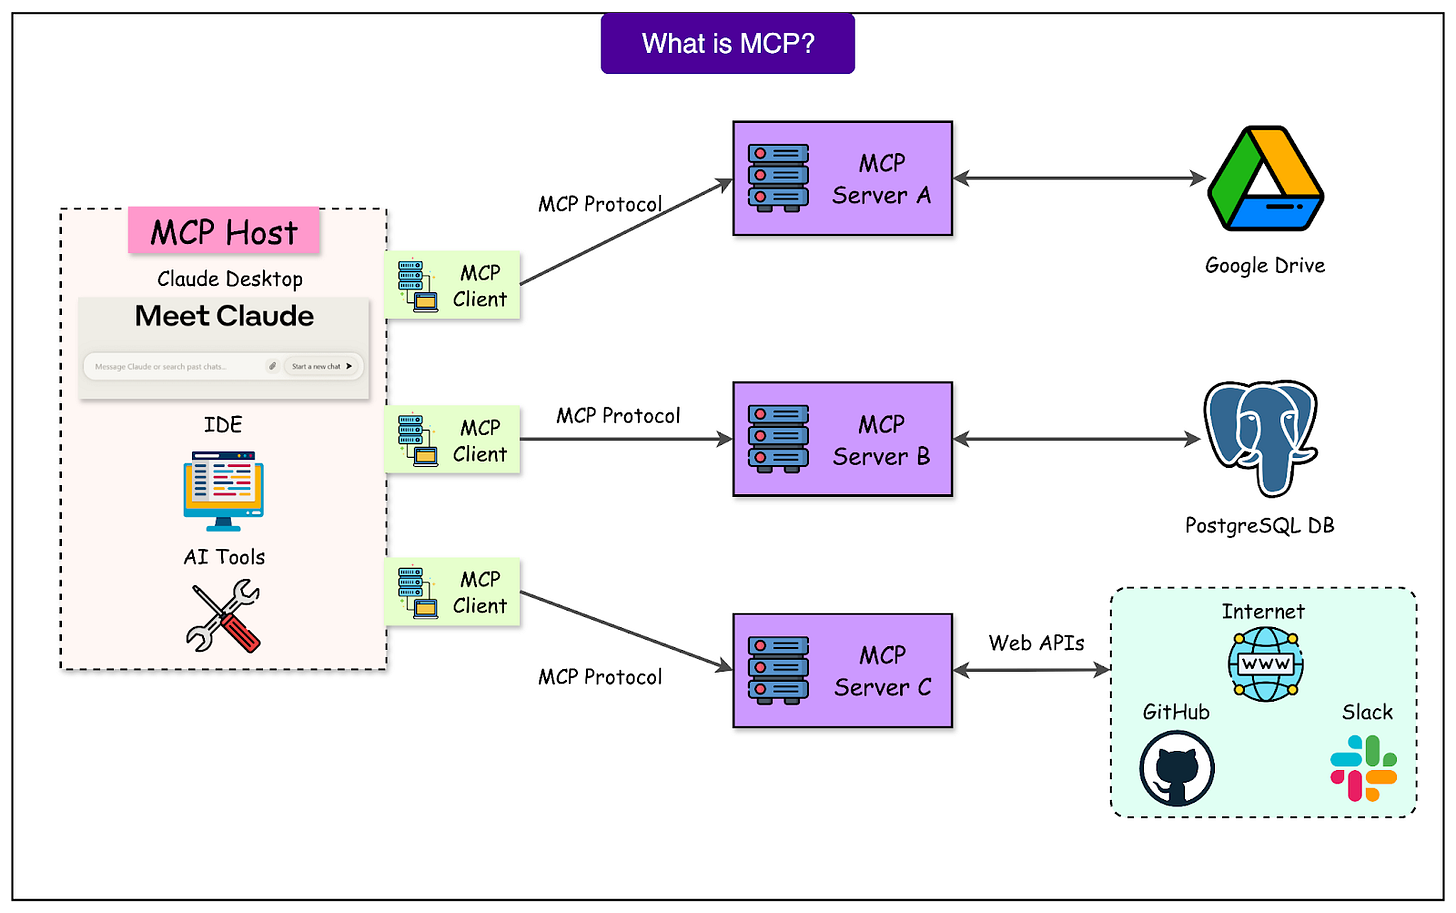 What is MCP?
MCP Host
Claude Desktop
Meet Claude
Message Claude or search past chats...
Start a new chat
IDE
AI Tools
MCP
Client
MCP Protocol
MCP
Server A
Google Drive
MCP
Client
MCP Protocol
MCP
Server B
PostgreSQL DB
MCP
Client
MCP Protocol
MCP
Server C
Web APIs
Internet
WWW
GitHub
Slack